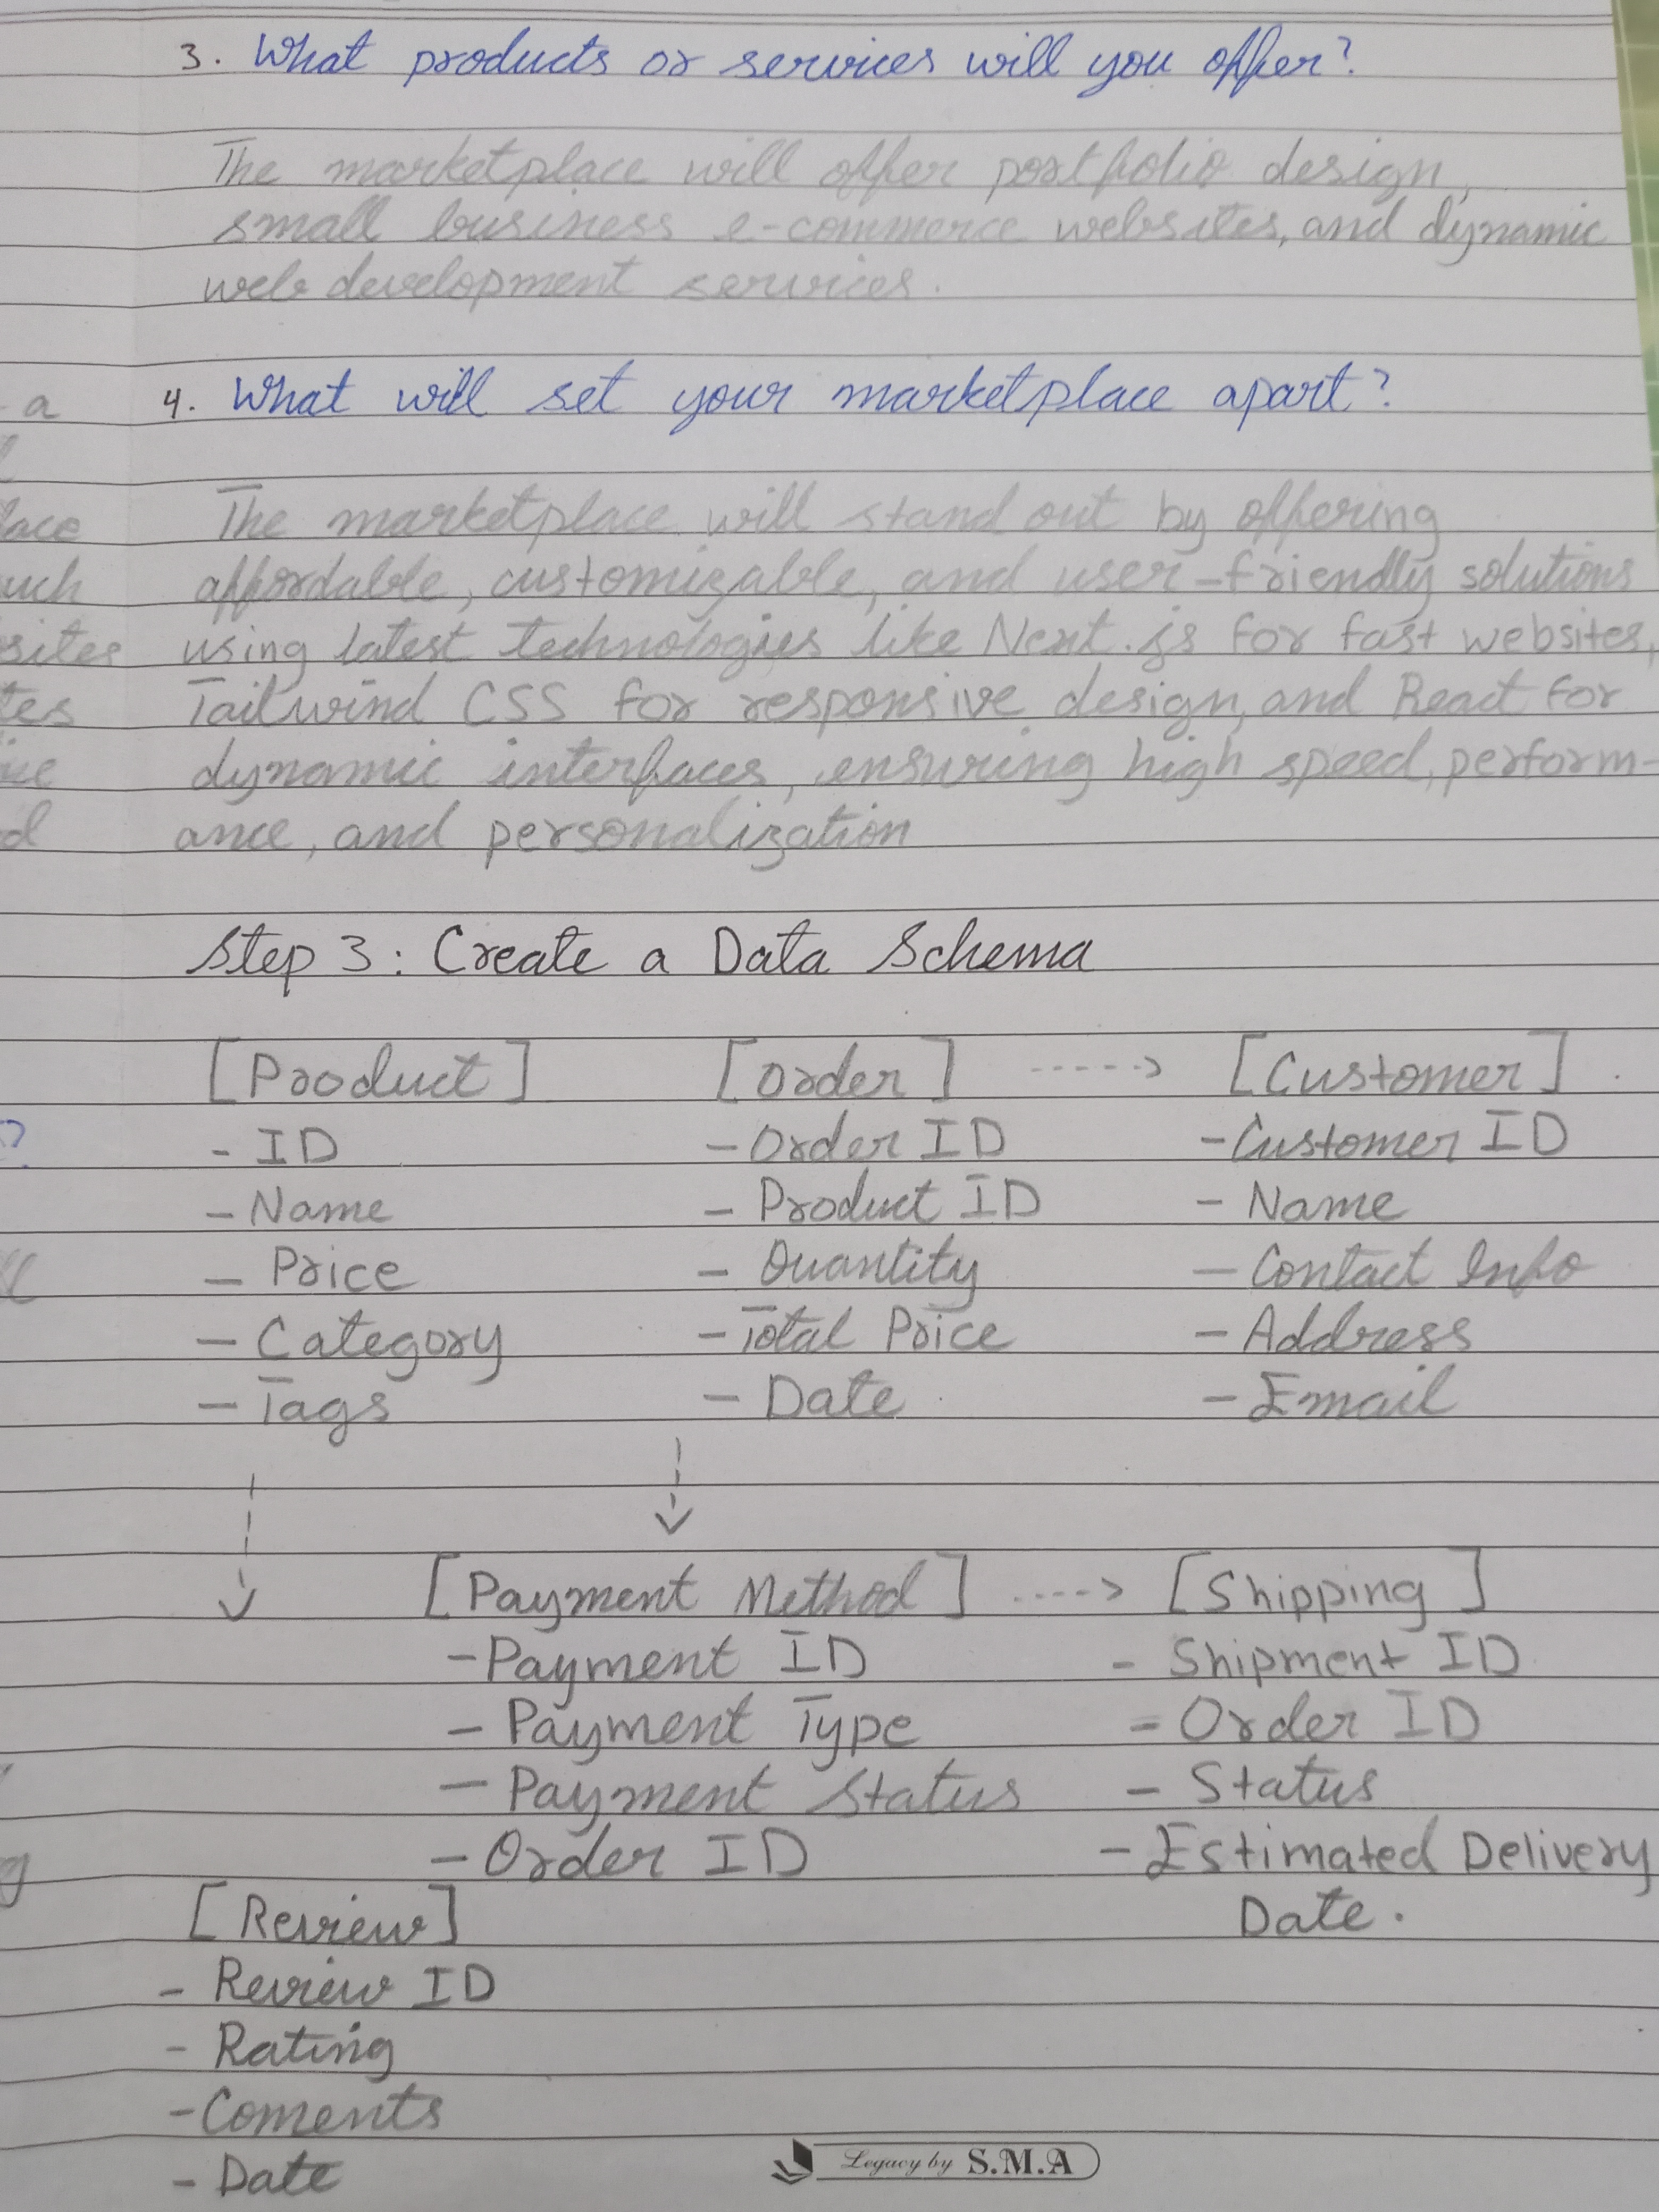 3. What products or services will you offer?
The marketplace will offer portfolio design,
small business e-commerce websites, and dynamic
web development services.
- a
4. What will set your marketplace apart?
The marketplace will stand out by offering
affordable, customizable, and user-friendly solutions
sites using latest technologies like Next.js for fast websites,
Tailwind CSS for responsive design, and React for
dynamic interfaces, ensuring high speed, perform-
ance, and personalization
Step 3: Create a Data Schema
[Product] [Order] -----> [Customer]
- ID - Order ID - Customer ID
- Name - Product ID - Name
- Price - Quantity - Contact Info
- Category - Total Price - Address
- Tags - Date - Email
[Payment Method] ----> [Shipping]
- Payment ID - Shipment ID
- Payment Type - Order ID
- Payment Status - Status
- Order ID - Estimated Delivery
Date.
[Review]
- Review ID
- Rating
- Coments
- Date
Legacy by S.M.A